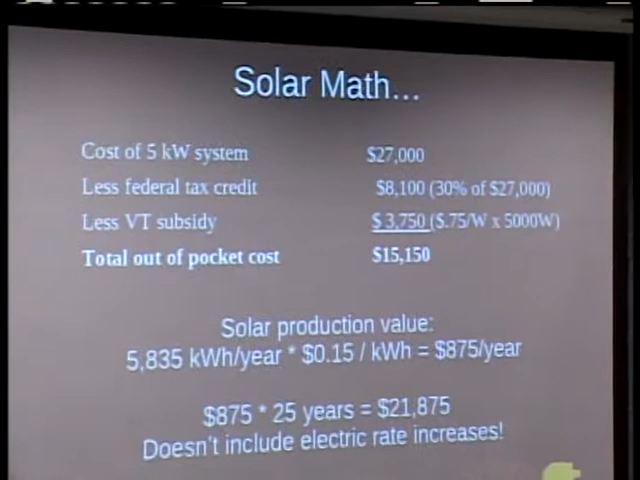 Solar Math...
Cost of 5 kW system $27,000
Less federal tax credit $8,100 (30% of $27,000)
Less VT subsidy $ 3,750 ($.75/W x 5000W)
Total out of pocket cost $15,150
Solar production value:
5,835 kWh/year * $0.15 / kWh = $875/year
$875 * 25 years = $21,875
Doesn't include electric rate increases!